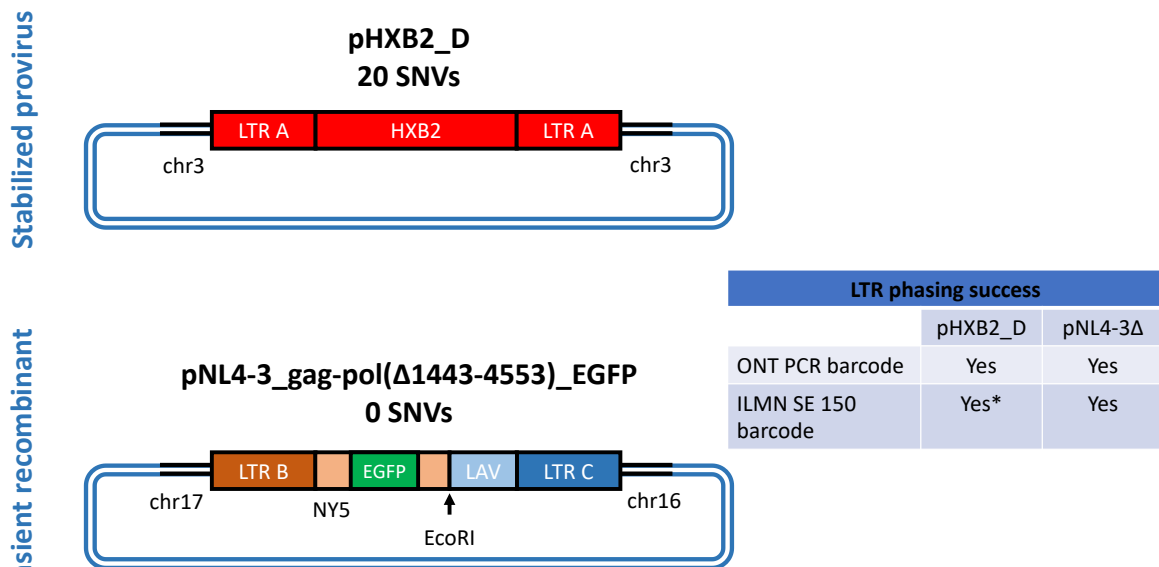 Stabilized provirus
pHXB2_D
20 SNVs
LTR A HXB2 LTR A
chr3 chr3
LTR phasing success
pHXB2_D pNL4-3Δ
ONT PCR barcode Yes Yes
ILMN SE 150 Yes* Yes
barcode
nsient recombinant
pNL4-3_gag-pol(Δ1443-4553)_EGFP
0 SNVs
LTR B EGFP LAV LTR C
chr17 NY5 chr16
EcoRI